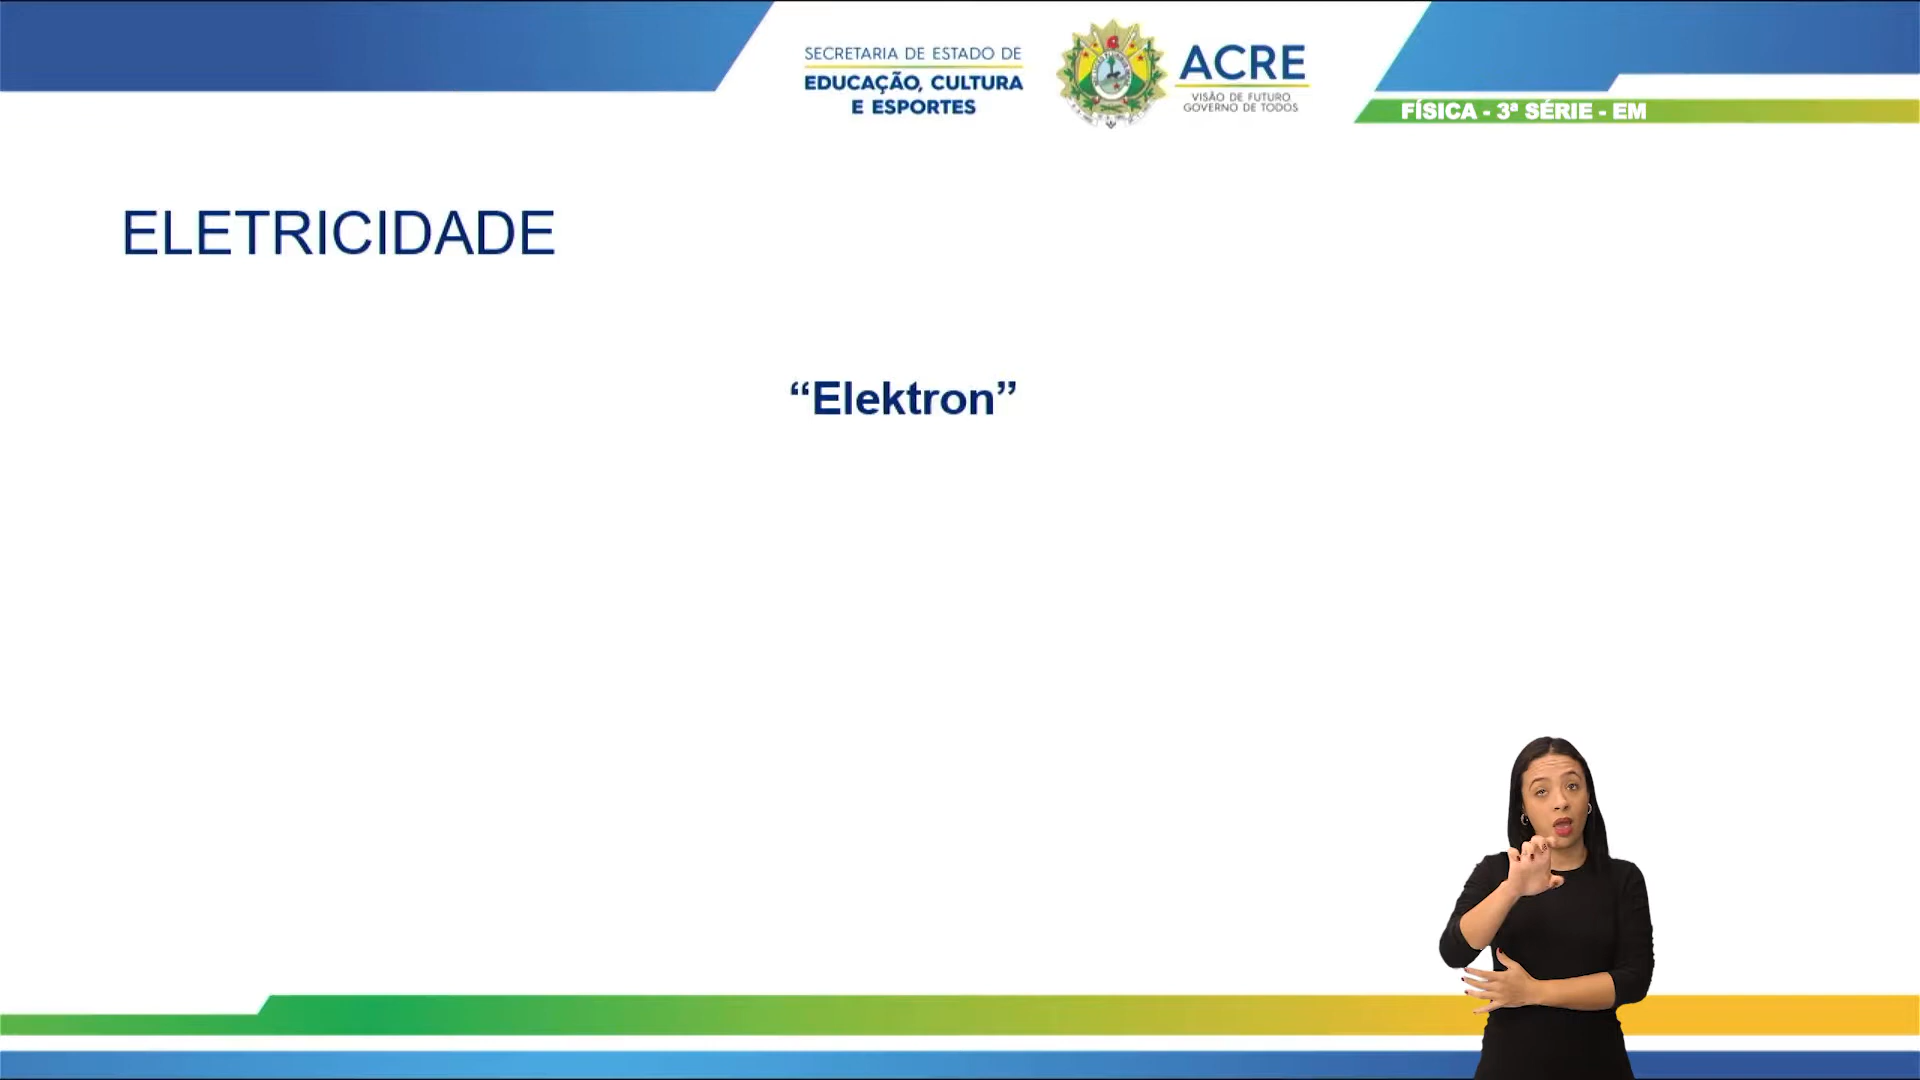 SECRETARIA DE ESTADO DE
EDUCAÇÃO, CULTURA
E ESPORTES
ACRE
VISÃO DE FUTURO
GOVERNO DE TODOS
FÍSICA - 3ª SÉRIE - EM
ELETRICIDADE
“Elektron”